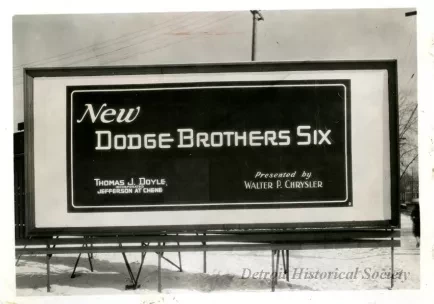 New
DODGE BROTHERS SIX
THOMAS J. DOYLE,
JEFFERSON AT CHENE
Presented by
WALTER P. CHRYSLER
Detroit Historical Society